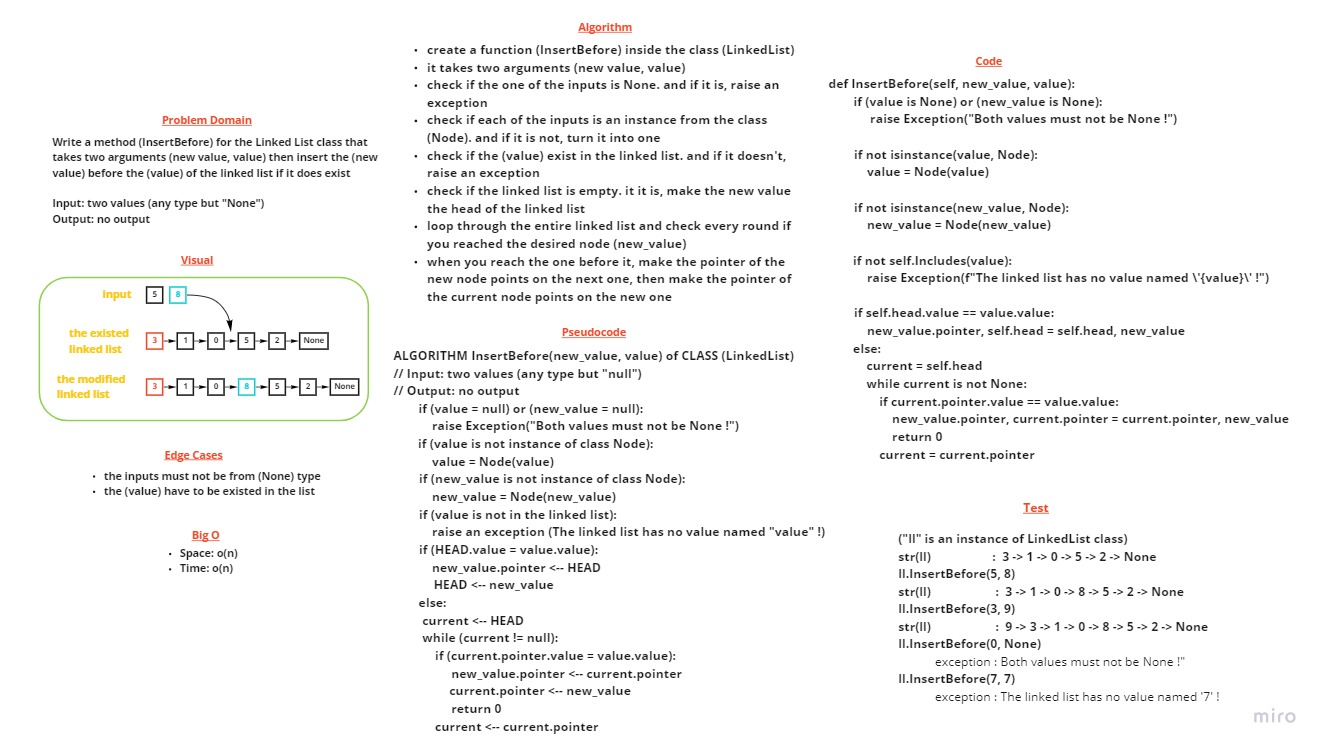 Problem Domain
Write a method (InsertBefore) for the Linked List class that
takes two arguments (new value, value) then insert the (new
value) before the (value) of the linked list if it does exist
Input: two values (any type but "None")
Output: no output
Visual
input
5 8
the existed
linked list
3 1 0 5 2 None
the modified
linked list
3 1 0 8 5 2 None
Edge Cases
• the inputs must not be from (None) type
• the (value) have to be existed in the list
Big O
• Space: o(n)
• Time: o(n)
Algorithm
• create a function (InsertBefore) inside the class (LinkedList)
• it takes two arguments (new value, value)
• check if the one of the inputs is None. and if it is, raise an
exception
• check if each of the inputs is an instance from the class
(Node). and if it is not, turn it into one
• check if the (value) exist in the linked list. and if it doesn't,
raise an exception
• check if the linked list is empty. it it is, make the new value
the head of the linked list
• loop through the entire linked list and check every round if
you reached the desired node (new_value)
• when you reach the one before it, make the pointer of the
new node points on the next one, then make the pointer of
the current node points on the new one
Pseudocode
ALGORITHM InsertBefore(new_value, value) of CLASS (LinkedList)
// Input: two values (any type but "null")
// Output: no output
if (value = null) or (new_value = null):
raise Exception("Both values must not be None !")
if (value is not instance of class Node):
value = Node(value)
if (new_value is not instance of class Node):
new_value = Node(new_value)
if (value is not in the linked list):
raise an exception (The linked list has no value named "value" !)
if (HEAD.value = value.value):
new_value.pointer <-- HEAD
HEAD <-- new_value
else:
current <-- HEAD
while (current != null):
if (current.pointer.value = value.value):
new_value.pointer <-- current.pointer
current.pointer <-- new_value
return 0
current <-- current.pointer
Code
def InsertBefore(self, new_value, value):
if (value is None) or (new_value is None):
raise Exception("Both values must not be None !")
if not isinstance(value, Node):
value = Node(value)
if not isinstance(new_value, Node):
new_value = Node(new_value)
if not self.Includes(value):
raise Exception(f"The linked list has no value named \'{value}\' !")
if self.head.value == value.value:
new_value.pointer, self.head = self.head, new_value
else:
current = self.head
while current is not None:
if current.pointer.value == value.value:
new_value.pointer, current.pointer = current.pointer, new_value
return 0
current = current.pointer
Test
("ll" is an instance of LinkedList class)
str(ll) : 3 -> 1 -> 0 -> 5 -> 2 -> None
ll.InsertBefore(5, 8)
str(ll) : 3 -> 1 -> 0 -> 8 -> 5 -> 2 -> None
ll.InsertBefore(3, 9)
str(ll) : 9 -> 3 -> 1 -> 0 -> 8 -> 5 -> 2 -> None
ll.InsertBefore(0, None)
exception : Both values must not be None !"
ll.InsertBefore(7, 7)
exception : The linked list has no value named '7' !
miro